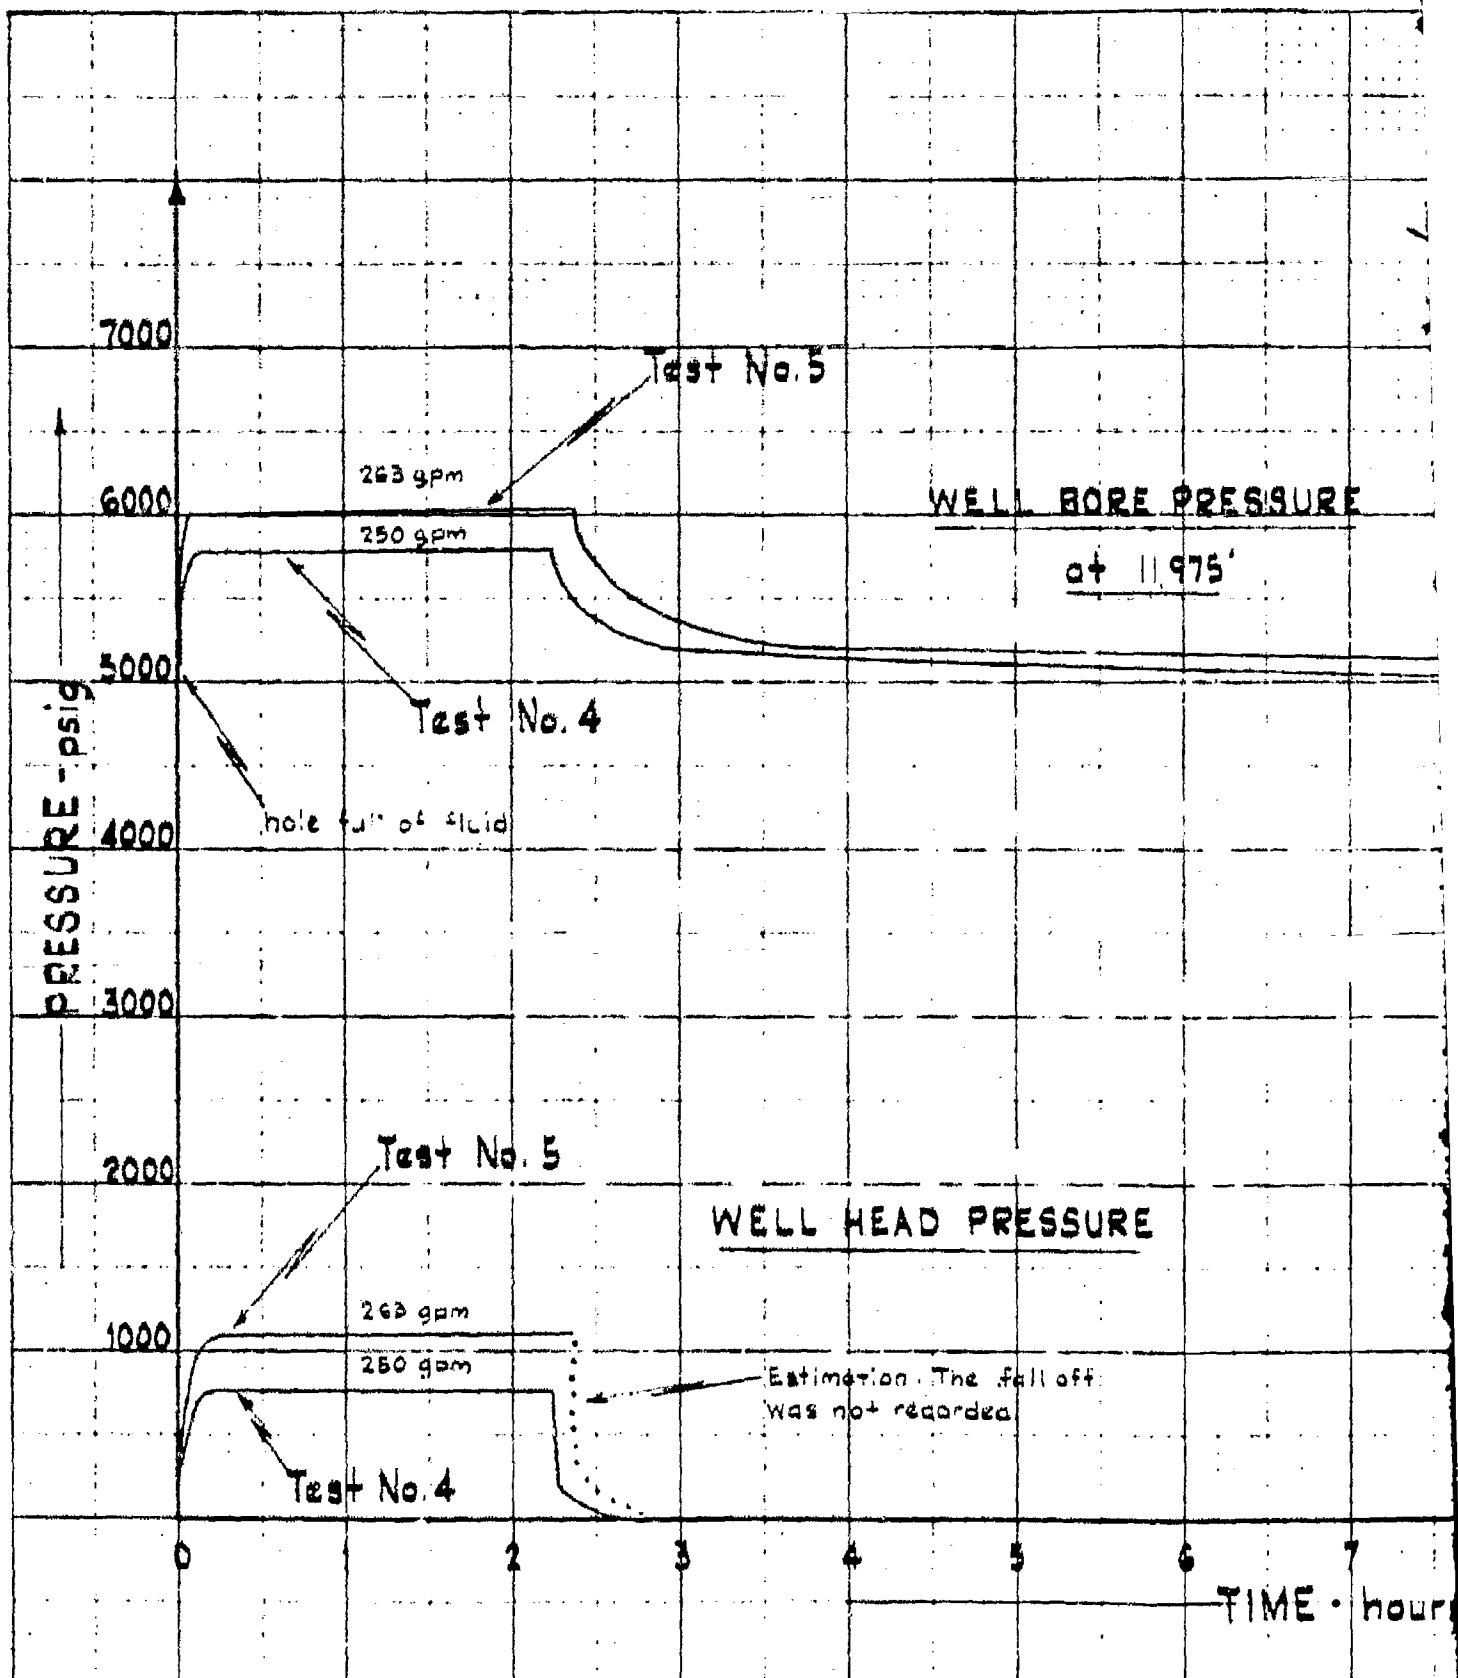 7000
Test No. 5
263 gpm
6000
WELL BORE PRESSURE
250 gpm
at 11,975'
5000
Test No. 4
PRESSURE - psig
hole full of fluid
4000
3000
Test No. 5
2000
WELL HEAD PRESSURE
263 gpm
1000
250 gpm
Estimation. The fall off
was not recorded
Test No. 4
0 1 2 3 4 5 6 7
TIME - hours